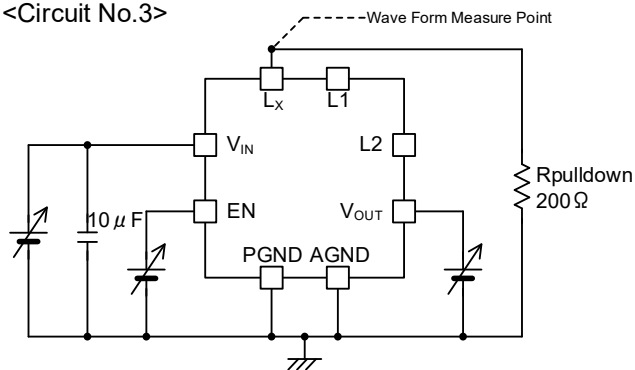 <Circuit No.3>
Wave Form Measure Point
LX
L1
VIN
L2
Rpulldown
200Ω
10μF
EN
VOUT
PGND AGND